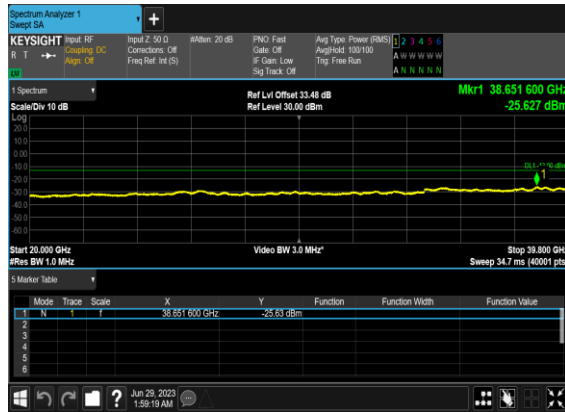 Spectrum Analyzer 1
Swept SA
KEYSIGHT
R T
Input: RF
Coupling: DC
Align: Off
Input Z: 50 Ω
Corrections: Off
Freq Ref: Int (S)
#Atten: 20 dB
PNO: Fast
Gate: Off
IF Gain: Low
Sig Track: Off
Avg Type: Power (RMS)
Avg|Hold: 100/100
Trig: Free Run
1 2 3 4 5 6
A W W W W W
A N N N N N
1 Spectrum
Scale/Div 10 dB
Ref Lvl Offset 33.48 dB
Ref Level 30.00 dBm
Mkr1 38.651 600 GHz
-25.627 dBm
Log
20.0
10.0
0.00
-10.0
-20.0
-30.0
-40.0
-50.0
-60.0
1
Start 20.000 GHz
#Res BW 1.0 MHz
Video BW 3.0 MHz*
Stop 39.800 GHz
Sweep 34.7 ms (40001 pts)
5 Marker Table
Mode Trace Scale X Y Function Function Width Function Value
1 N 1 f 38.651 600 GHz -25.63 dBm
2
3
4
5
6
?
Jun 29, 2023
1:59:19 AM